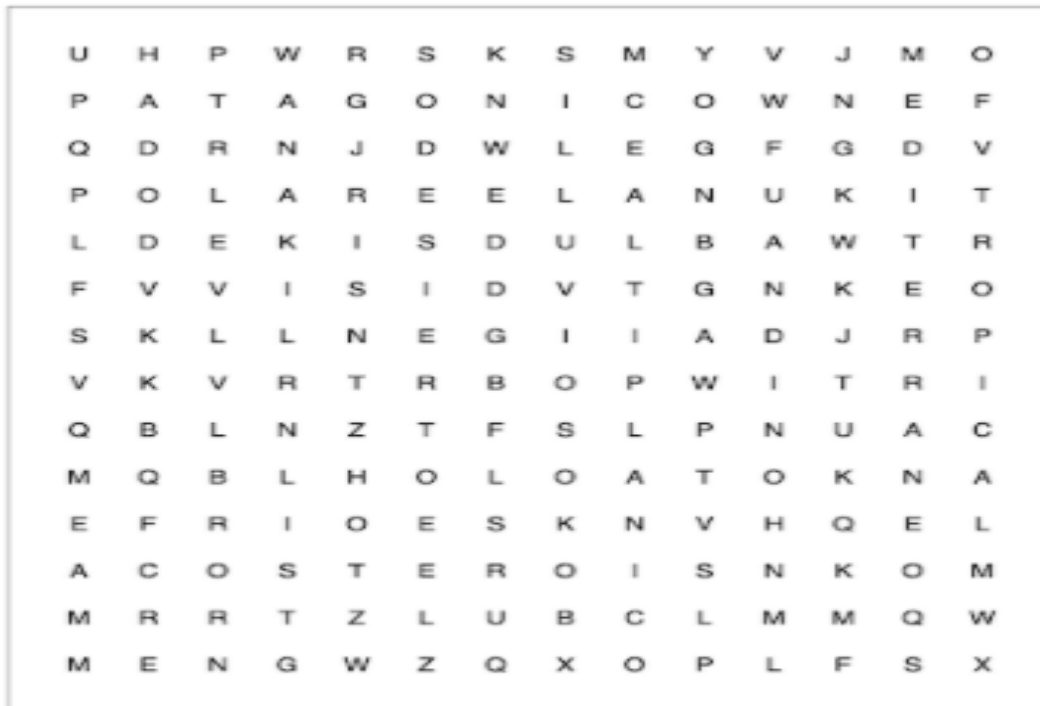 U H P W R S K S M Y V J M O
P A T A G O N I C O W N E F
Q D R N J D W L E G F G D V
P O L A R E E L A N U K I T
L D E K I S D U L B A W T R
F V V I S I D V T G N K E O
S K L L N E G I I A D J R P
V K V R T R B O P W I T R I
Q B L N Z T F S L P N U A C
M Q B L H O L O A T O K N A
E F R I O E S K N V H Q E L
A C O S T E R O I S N K O M
M R R T Z L U B C L M M Q W
M E N G W Z Q X O P L F S X